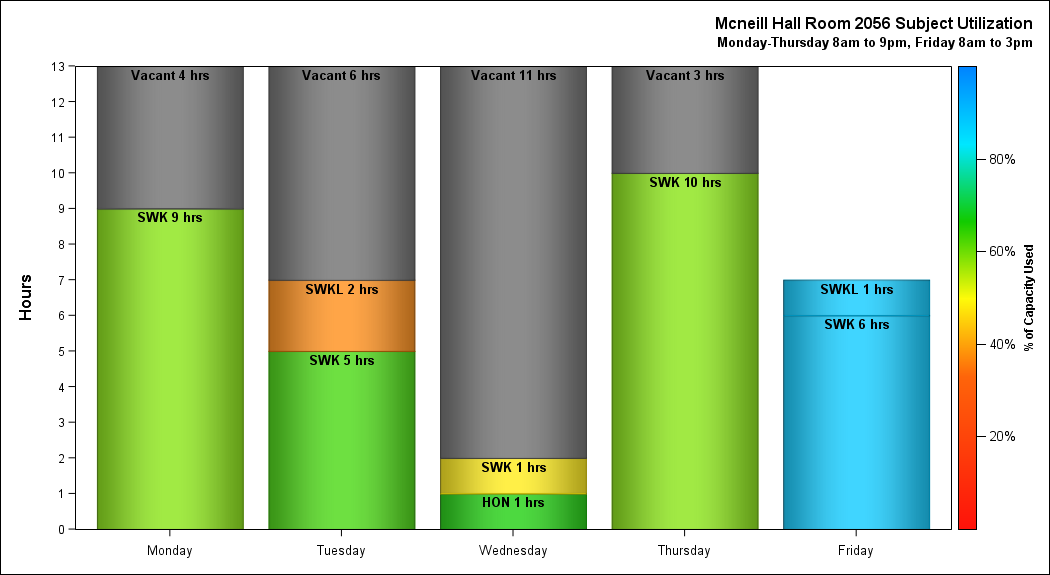 Mcneill Hall Room 2056 Subject Utilization
Monday-Thursday 8am to 9pm, Friday 8am to 3pm
Hours
13
12
11
10
9
8
7
6
5
4
3
2
1
0
Vacant 4 hrs
SWK 9 hrs
Vacant 6 hrs
SWKL 2 hrs
SWK 5 hrs
Vacant 11 hrs
SWK 1 hrs
HON 1 hrs
Vacant 3 hrs
SWK 10 hrs
SWKL 1 hrs
SWK 6 hrs
Monday
Tuesday
Wednesday
Thursday
Friday
80%
60%
40%
20%
% of Capacity Used